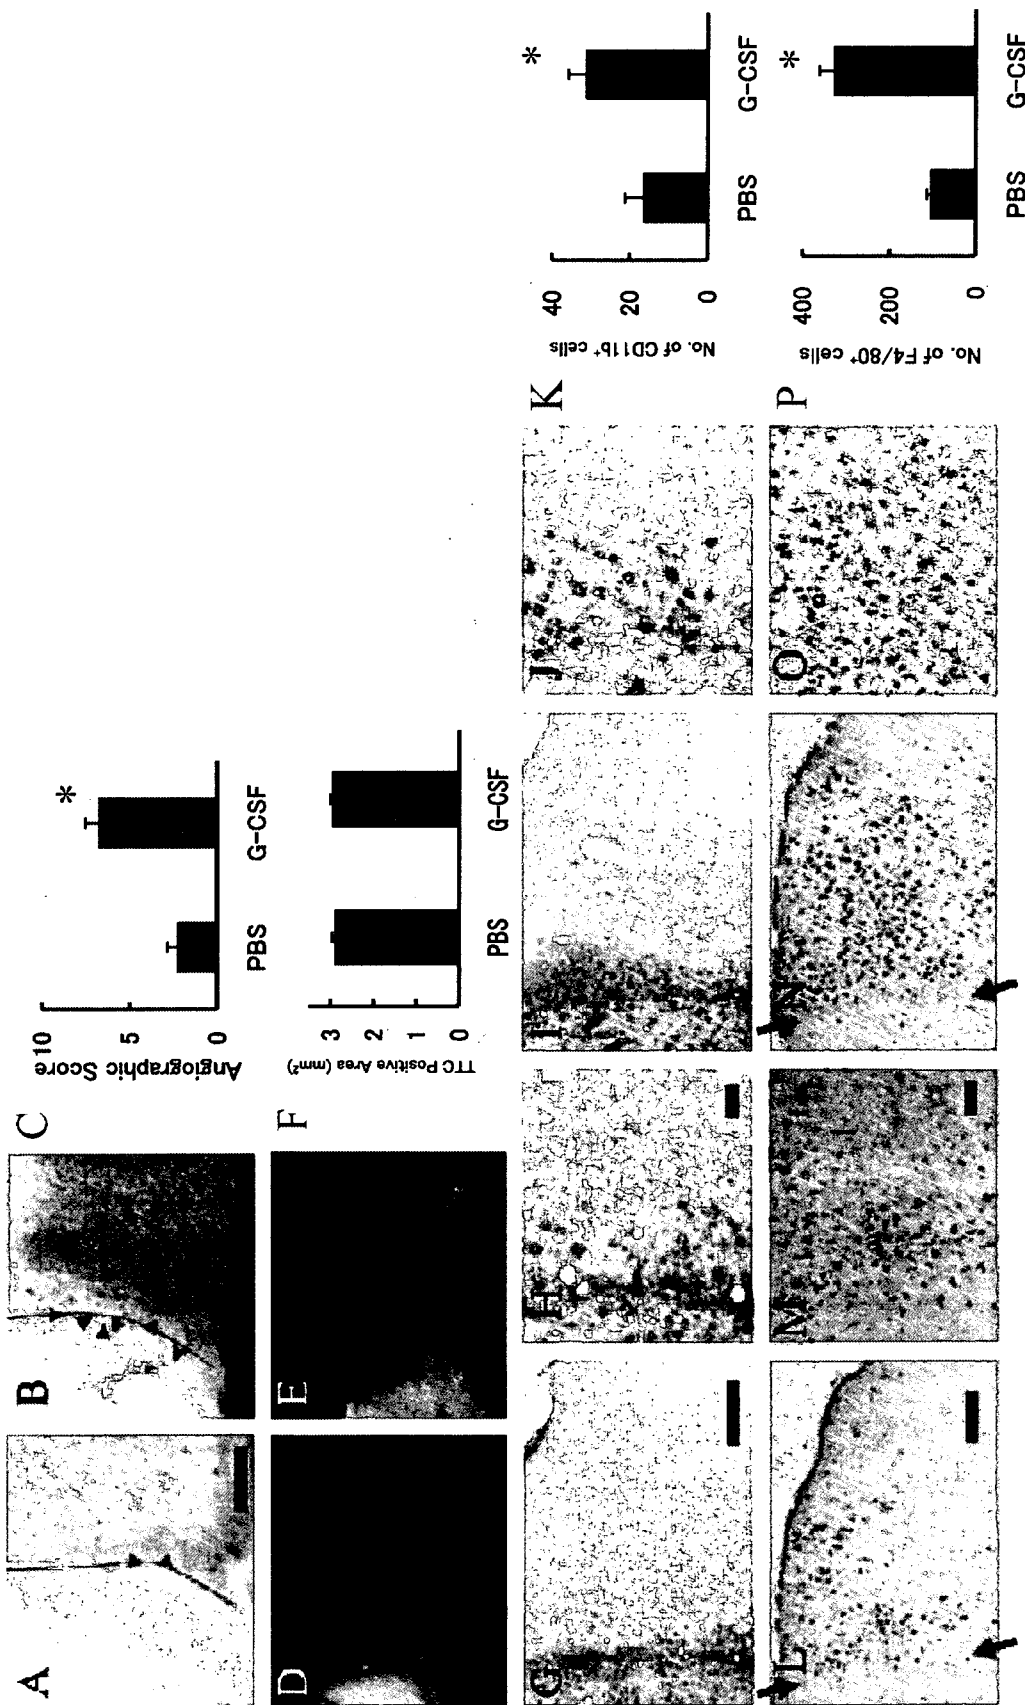 A
B
C
10
5
0
Angiographic Score
PBS
G-CSF
*
D
E
F
3
2
1
0
TTC Positive Area (mm²)
PBS
G-CSF
G
H
I
J
K
40
20
0
No. of CD11b⁺ cells
PBS
G-CSF
*
L
M
N
O
P
400
200
0
No. of F4/80⁺ cells
PBS
G-CSF
*